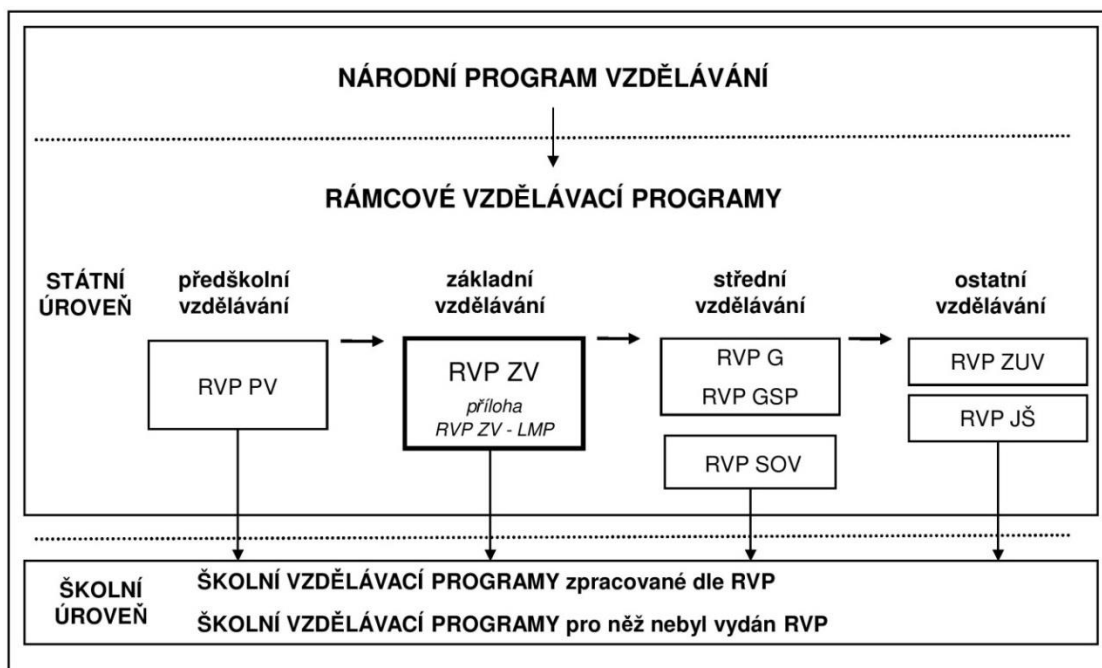 NÁRODNÍ PROGRAM VZDĚLÁVÁNÍ
RÁMCOVÉ VZDĚLÁVACÍ PROGRAMY
STÁTNÍ
ÚROVEŇ
předškolní
vzdělávání
základní
vzdělávání
střední
vzdělávání
ostatní
vzdělávání
RVP PV
RVP ZV
příloha
RVP ZV - LMP
RVP G
RVP GSP
RVP SOV
RVP ZUV
RVP JŠ
ŠKOLNÍ
ÚROVEŇ
ŠKOLNÍ VZDĚLÁVACÍ PROGRAMY zpracované dle RVP
ŠKOLNÍ VZDĚLÁVACÍ PROGRAMY pro něž nebyl vydán RVP